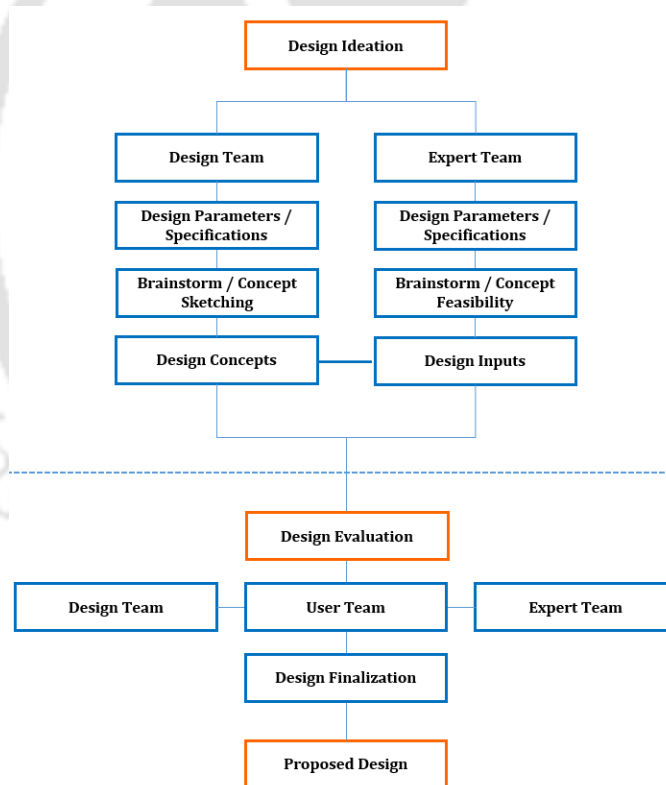 Design Ideation
Design Team
Expert Team
Design Parameters /
Specifications
Design Parameters /
Specifications
Brainstorm / Concept
Sketching
Brainstorm / Concept
Feasibility
Design Concepts
Design Inputs
Design Evaluation
Design Team
User Team
Expert Team
Design Finalization
Proposed Design